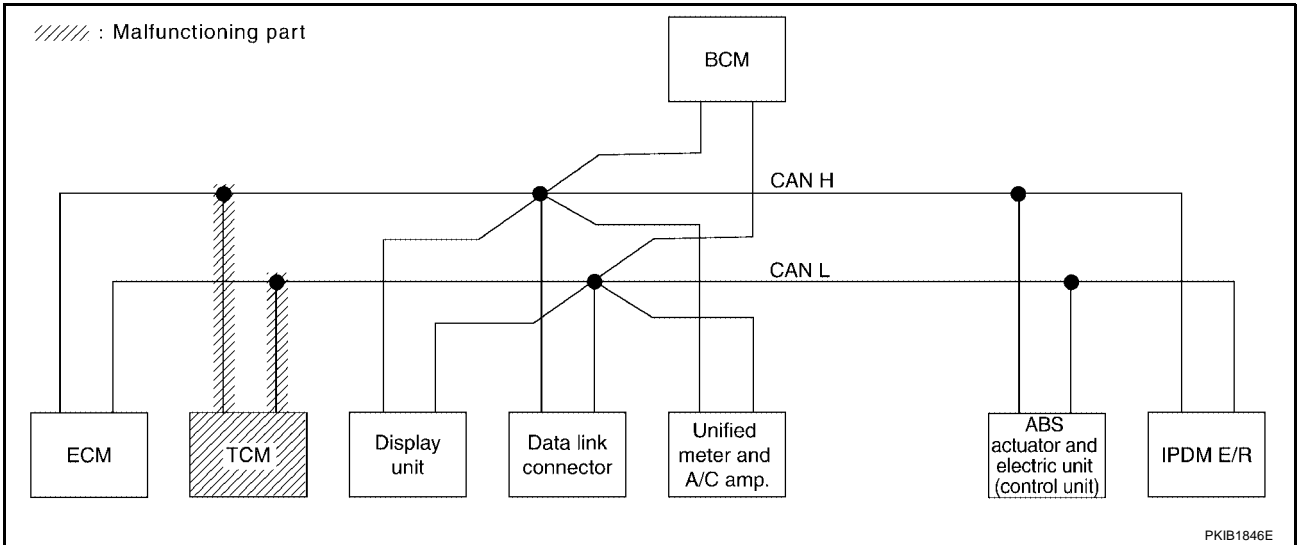 : Malfunctioning part
BCM
CAN H
CAN L
ECM
TCM
Display
unit
Data link
connector
Unified
meter and
A/C amp.
ABS
actuator and
electric unit
(control unit)
IPDM E/R
PKIB1846E